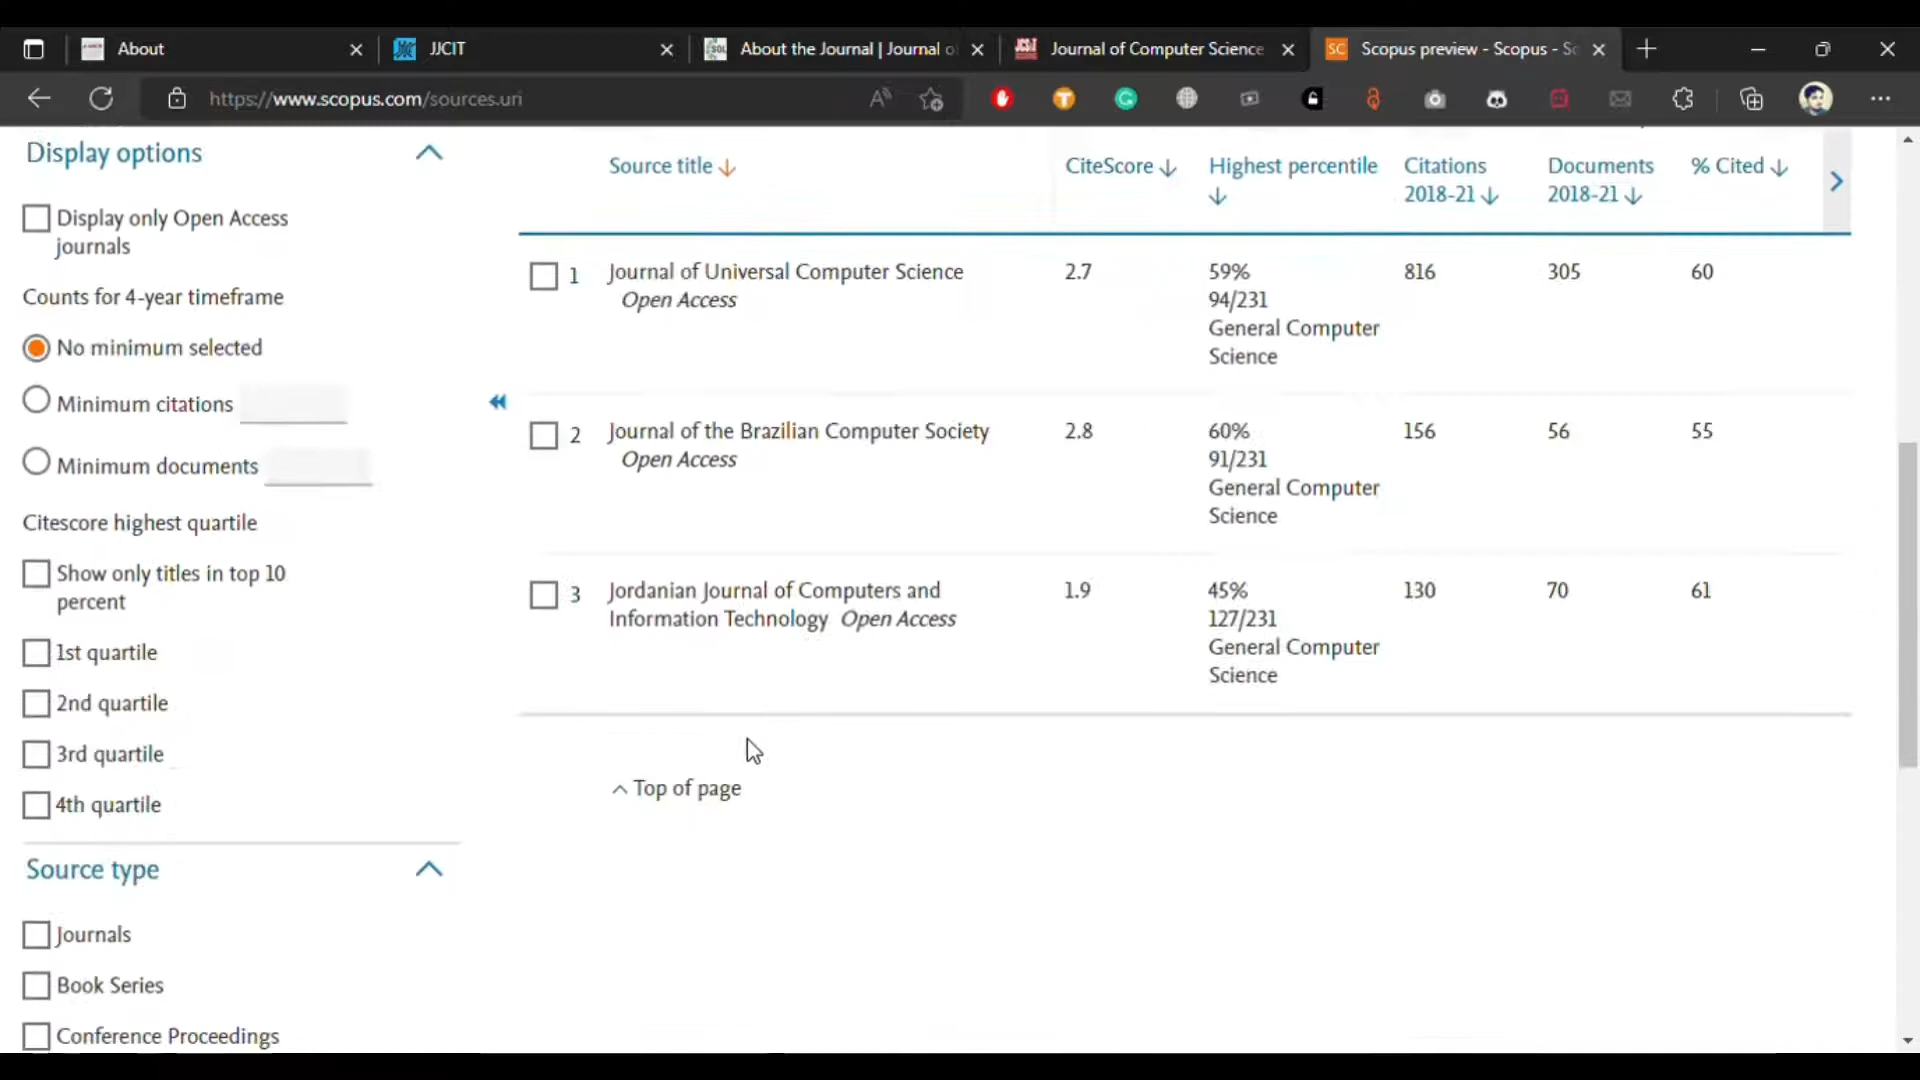 About
JJCIT
About the Journal | Journal o
Journal of Computer Science
Scopus preview - Scopus - Sc
https://www.scopus.com/sources.uri
Display options
Display only Open Access
journals
Counts for 4-year timeframe
No minimum selected
Minimum citations
Minimum documents
Citescore highest quartile
Show only titles in top 10
percent
1st quartile
2nd quartile
3rd quartile
4th quartile
Source type
Journals
Book Series
Conference Proceedings
Source title
CiteScore
Highest percentile
Citations
2018-21
Documents
2018-21
% Cited
1 Journal of Universal Computer Science
Open Access
2.7
59%
94/231
General Computer
Science
816
305
60
2 Journal of the Brazilian Computer Society
Open Access
2.8
60%
91/231
General Computer
Science
156
56
55
3 Jordanian Journal of Computers and
Information Technology Open Access
1.9
45%
127/231
General Computer
Science
130
70
61
Top of page